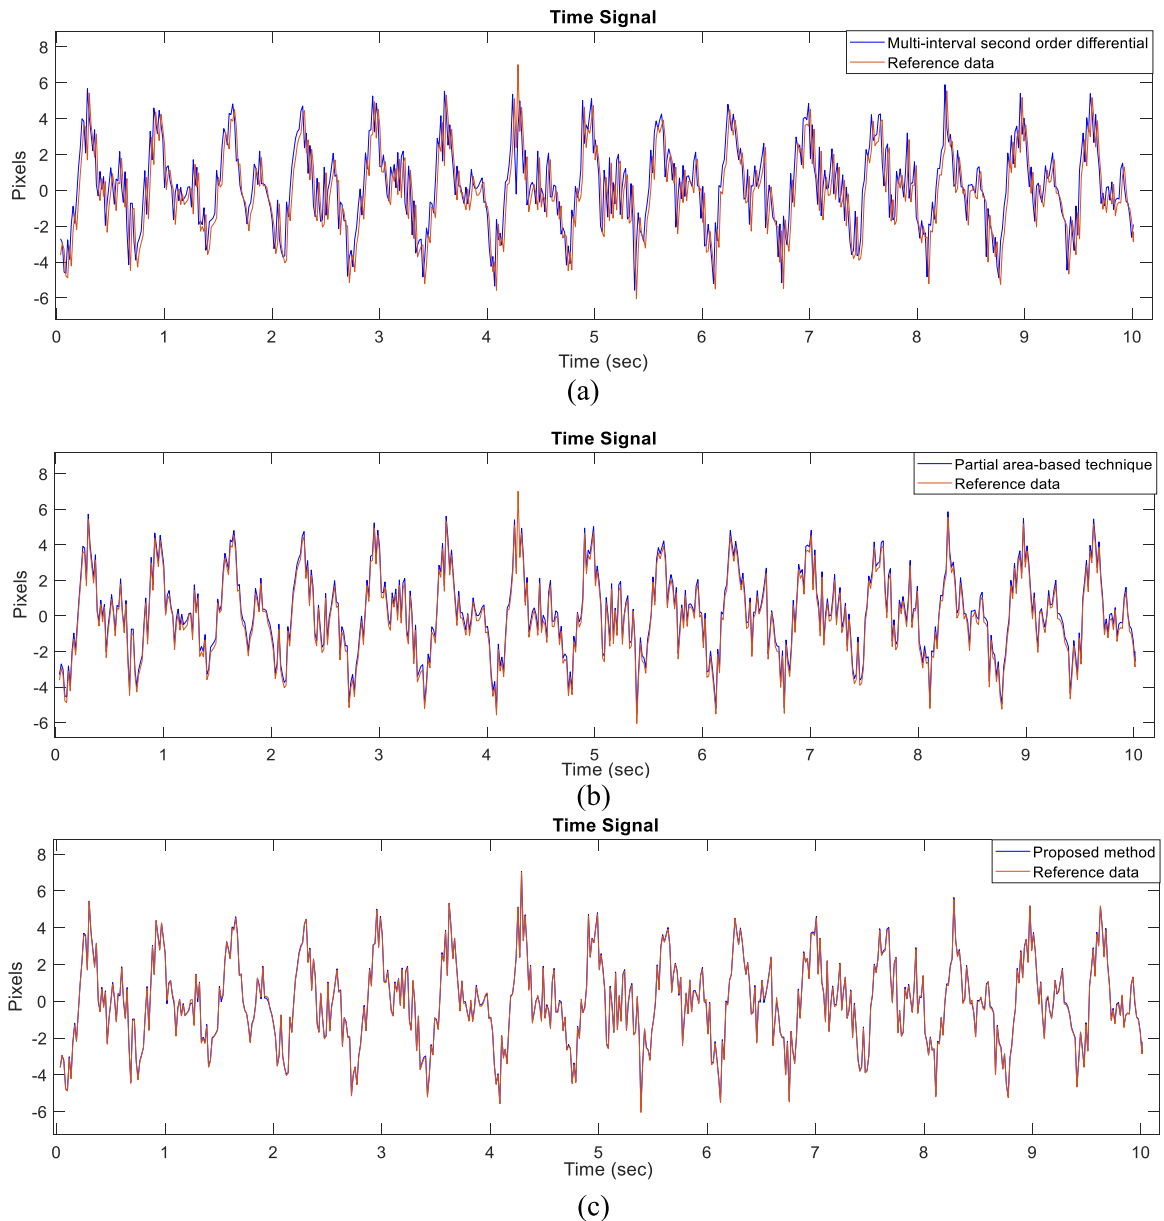 Time Signal
Multi-interval second order differential
Reference data
8
6
4
2
0
-2
-4
-6
Pixels
0 1 2 3 4 5 6 7 8 9 10
Time (sec)
(a)
Time Signal
Partial area-based technique
Reference data
8
6
4
2
0
-2
-4
-6
Pixels
0 1 2 3 4 5 6 7 8 9 10
Time (sec)
(b)
Time Signal
Proposed method
Reference data
8
6
4
2
0
-2
-4
-6
Pixels
0 1 2 3 4 5 6 7 8 9 10
Time (sec)
(c)